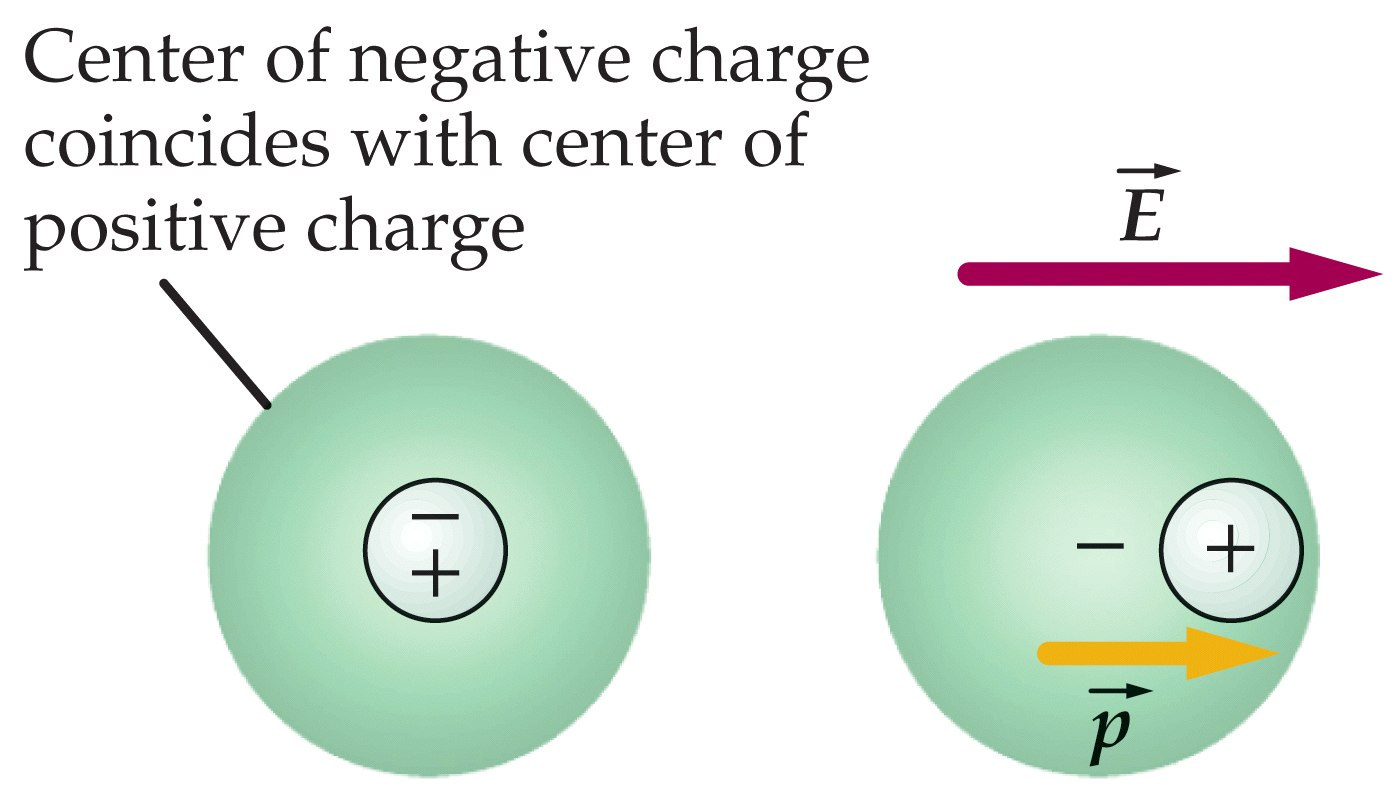 Center of negative charge
coincides with center of
positive charge
E⃗
−
+
− +
p⃗